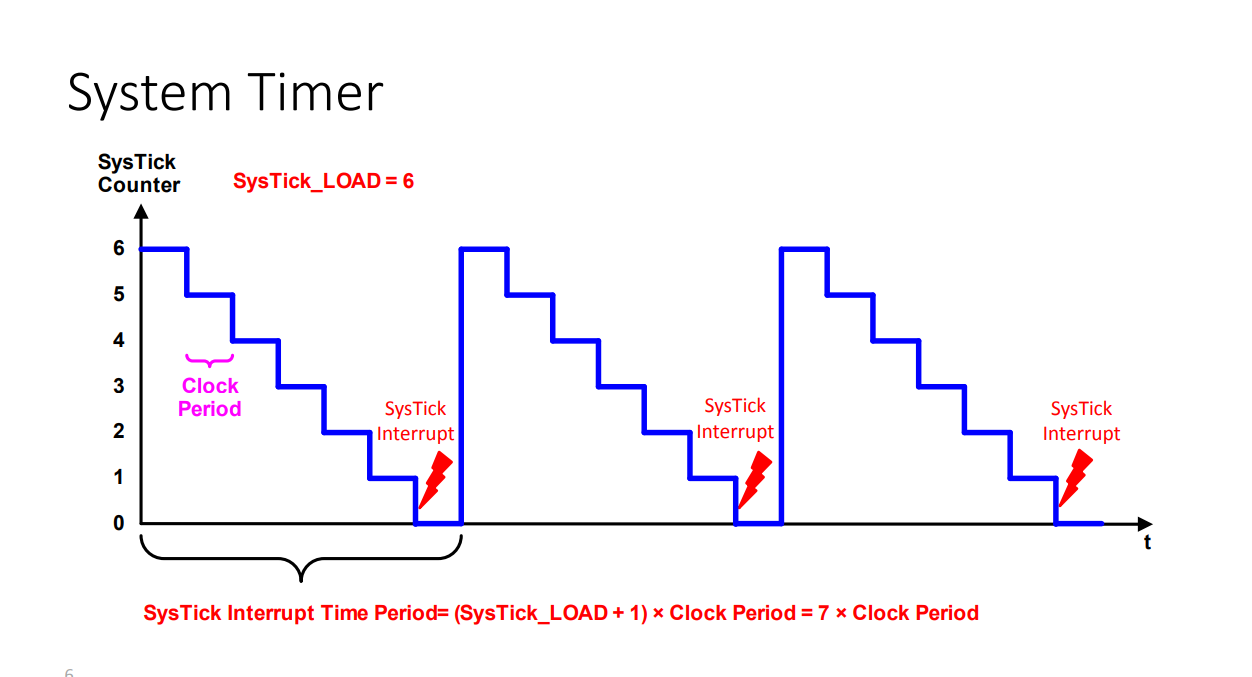 System Timer
SysTick
Counter
SysTick_LOAD = 6
6
5
4
3
2
1
0
Clock
Period
SysTick
Interrupt
SysTick
Interrupt
SysTick
Interrupt
t
SysTick Interrupt Time Period= (SysTick_LOAD + 1) × Clock Period = 7 × Clock Period
6